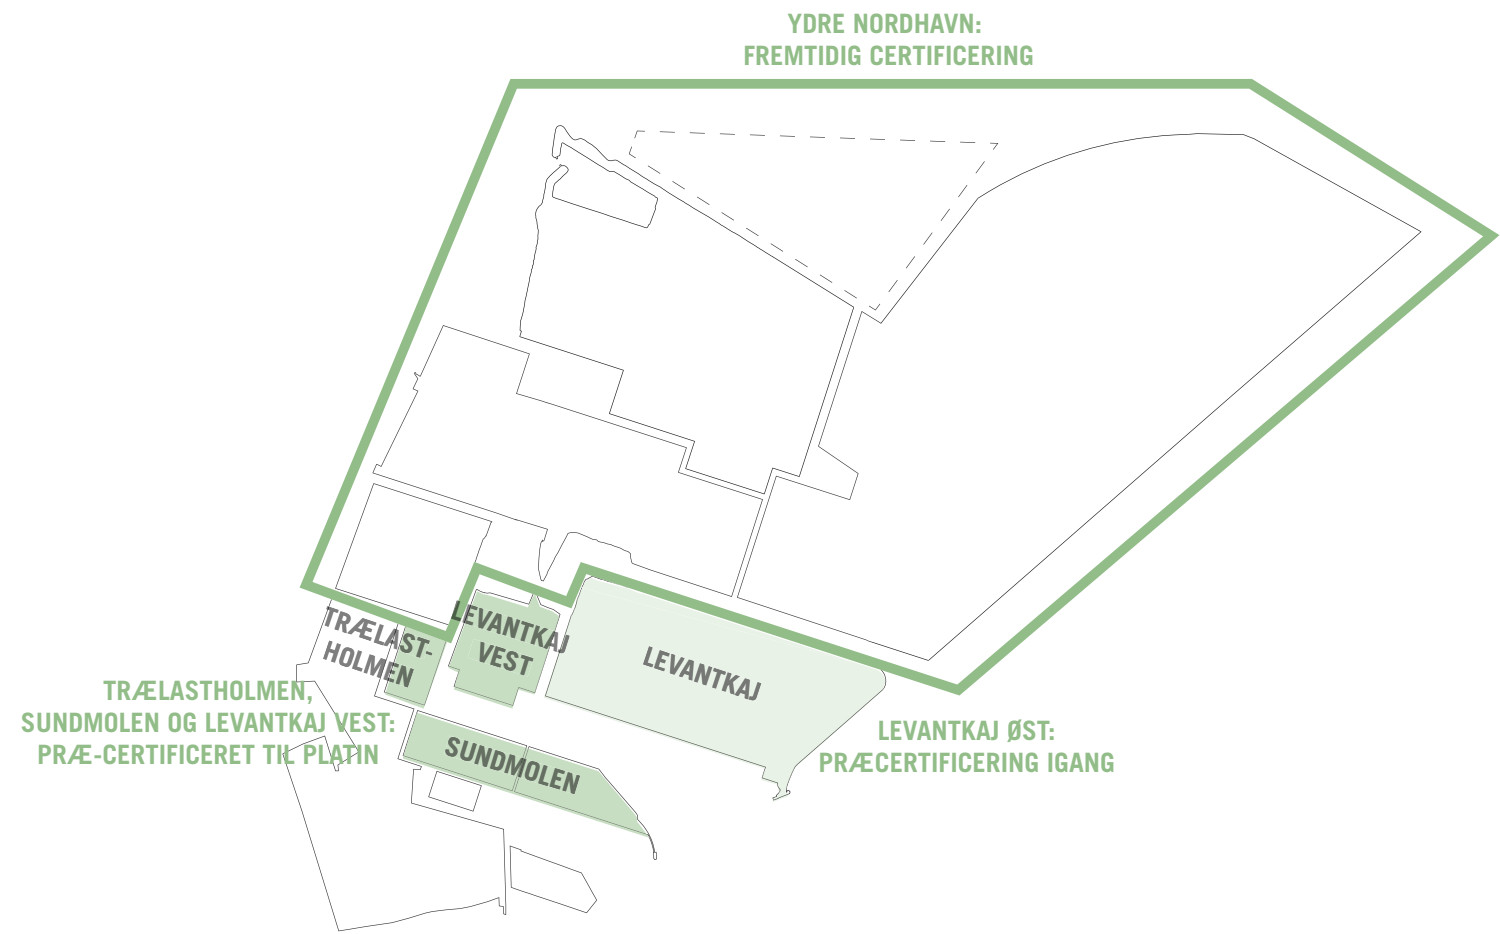 YDRE NORDHAVN:
FREMTIDIG CERTIFICERING
TRÆLAST-
HOLMEN
LEVANTKAJ
VEST
LEVANTKAJ
TRÆLASTHOLMEN,
SUNDMOLEN OG LEVANTKAJ VEST:
PRÆ-CERTIFICERET TIL PLATIN
SUNDMOLEN
LEVANTKAJ ØST:
PRÆCERTIFICERING IGANG